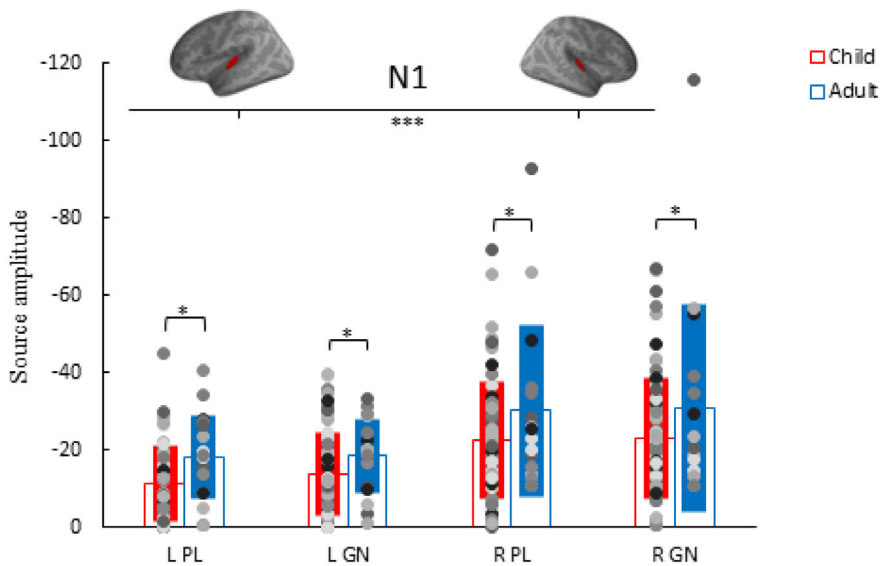 N1
***
Child
Adult
Source amplitude
-120
-100
-80
-60
-40
-20
0
*
*
*
*
L PL
L GN
R PL
R GN